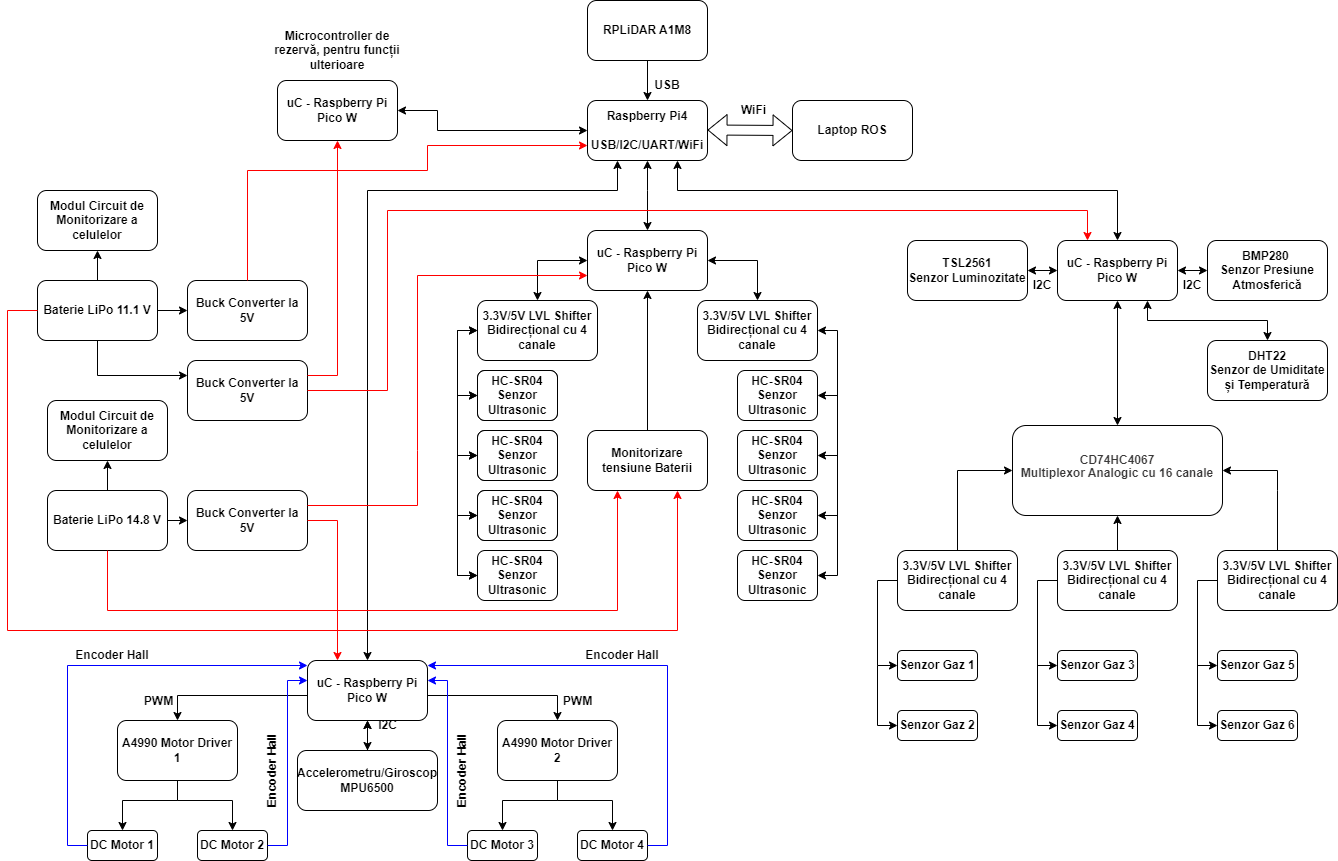 RPLiDAR A1M8
Microcontroller de
rezervă, pentru funcții
ulterioare
USB
uC - Raspberry Pi
Pico W
Raspberry Pi4
USB/I2C/UART/WiFi
WiFi
Laptop ROS
Modul Circuit de
Monitorizare a
celulelor
Baterie LiPo 11.1 V
Buck Converter la
5V
Buck Converter la
5V
Modul Circuit de
Monitorizare a
celulelor
Baterie LiPo 14.8 V
Buck Converter la
5V
uC - Raspberry Pi
Pico W
3.3V/5V LVL Shifter
Bidirecțional cu 4
canale
HC-SR04
Senzor
Ultrasonic
HC-SR04
Senzor
Ultrasonic
HC-SR04
Senzor
Ultrasonic
HC-SR04
Senzor
Ultrasonic
Monitorizare
tensiune Baterii
3.3V/5V LVL Shifter
Bidirecțional cu 4
canale
HC-SR04
Senzor
Ultrasonic
HC-SR04
Senzor
Ultrasonic
HC-SR04
Senzor
Ultrasonic
HC-SR04
Senzor
Ultrasonic
TSL2561
Senzor Luminozitate
I2C
uC - Raspberry Pi
Pico W
I2C
BMP280
Senzor Presiune
Atmosferică
DHT22
Senzor de Umiditate
și Temperatură
CD74HC4067
Multiplexor Analogic cu 16 canale
3.3V/5V LVL Shifter
Bidirecțional cu 4
canale
3.3V/5V LVL Shifter
Bidirecțional cu 4
canale
3.3V/5V LVL Shifter
Bidirecțional cu 4
canale
Senzor Gaz 1
Senzor Gaz 3
Senzor Gaz 5
Senzor Gaz 2
Senzor Gaz 4
Senzor Gaz 6
Encoder Hall
Encoder Hall
uC - Raspberry Pi
Pico W
PWM
PWM
I2C
A4990 Motor Driver
1
Encoder Hall
Accelerometru/Giroscop
MPU6500
Encoder Hall
A4990 Motor Driver
2
DC Motor 1
DC Motor 2
DC Motor 3
DC Motor 4